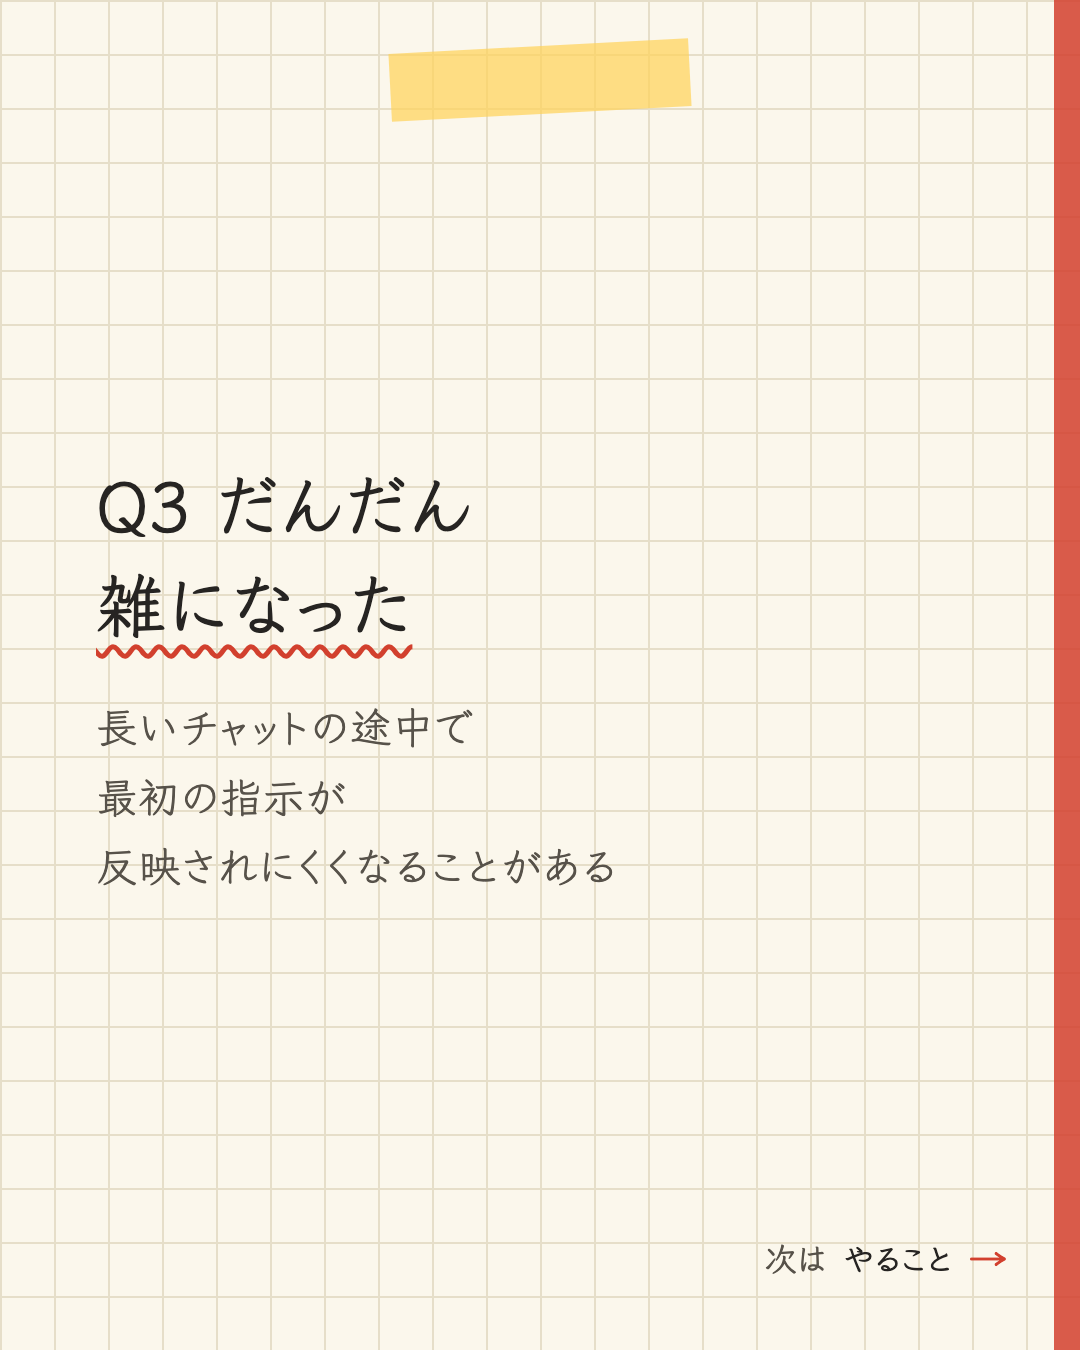 Q3 だんだん
雑になった
長いチャットの途中で
最初の指示が
反映されにくくなることがある
次は やること →